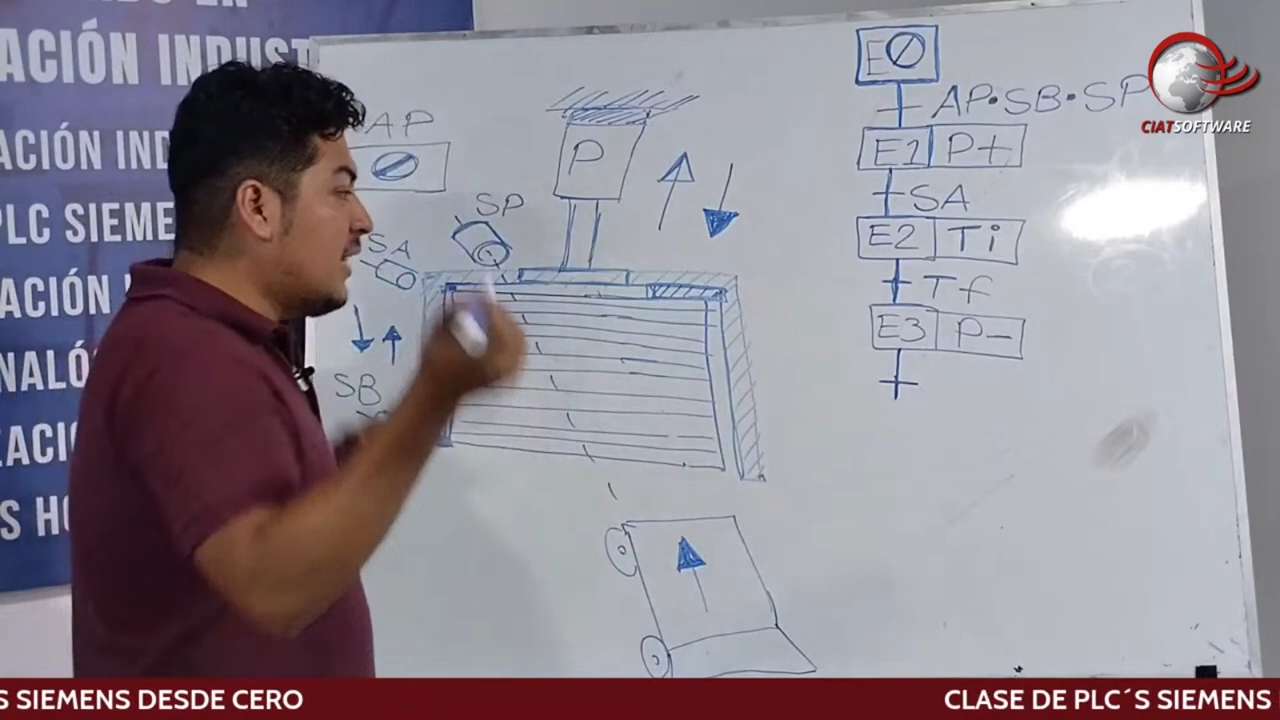 ACIÓN INDUST
ACIÓN IND
PLC SIEME
ACIÓN
NALÓ
ZACIÓ
S HO
AP
P
SP
SA
SB
E0
AP·SB·SP
E1 P+
SA
E2 Ti
Tf
E3 P-
CIATSOFTWARE
S SIEMENS DESDE CERO
CLASE DE PLC´S SIEMENS